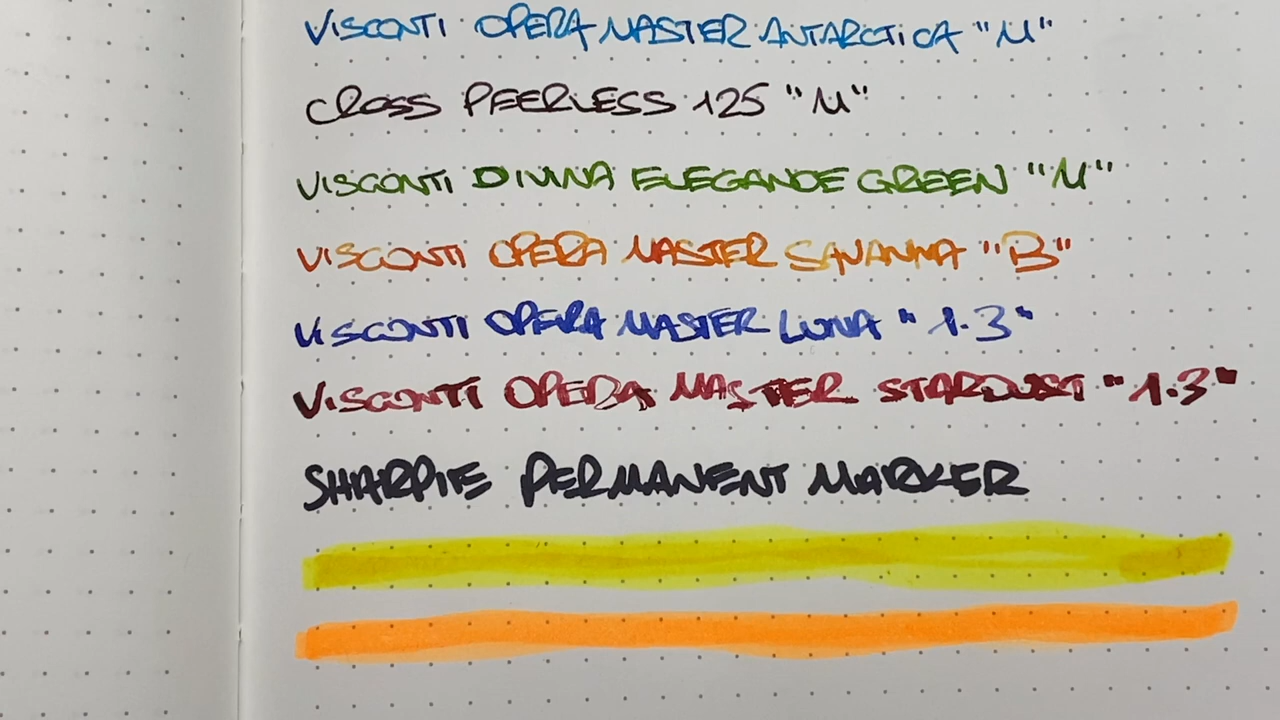 VISCONTI OPERA MASTER ANTARCTICA "M"
CROSS PEERLESS 125 "M"
VISCONTI DIVINA ELEGANCE GREEN "M"
VISCONTI OPERA MASTER SAVANNA "B"
VISCONTI OPERA MASTER LUNA "1.3"
VISCONTI OPERA MASTER STARDUST "1.3"
SHARPIE PERMANENT MARKER